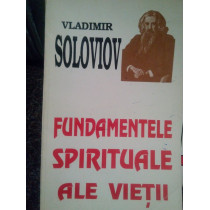 VLADIMIR
SOLOVIOV
FUNDAMENTELE
SPIRITUALE
ALE VIEȚII